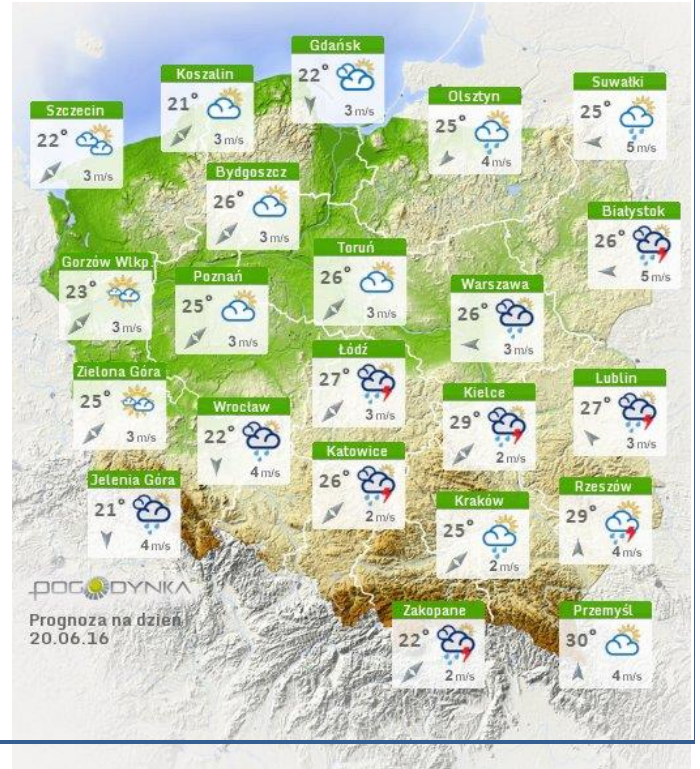 Gdańsk
22°
3 m/s
Koszalin
21°
3 m/s
Suwałki
25°
5 m/s
Olsztyn
25°
4 m/s
Szczecin
22°
3 m/s
Bydgoszcz
26°
3 m/s
Białystok
26°
5 m/s
Toruń
26°
3 m/s
Gorzów Wlkp
23°
3 m/s
Poznań
25°
3 m/s
Warszawa
26°
3 m/s
Łódź
27°
3 m/s
Zielona Góra
25°
3 m/s
Lublin
27°
3 m/s
Kielce
29°
2 m/s
Wrocław
22°
4 m/s
Katowice
26°
2 m/s
Jelenia Góra
21°
4 m/s
Rzeszów
29°
4 m/s
Kraków
25°
2 m/s
POGODYNKA
Prognoza na dzień
20.06.16
Zakopane
22°
2 m/s
Przemyśl
30°
4 m/s